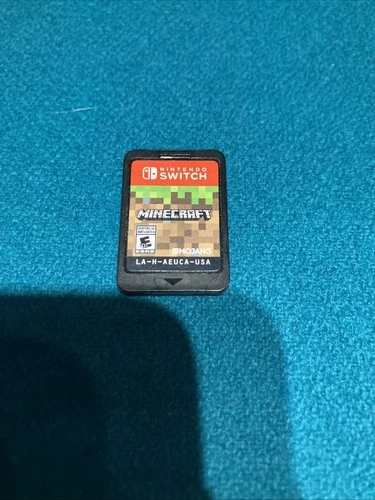 NINTENDO
SWITCH
MINECRAFT
E
MOJANG
LA-H-AEUCA-USA